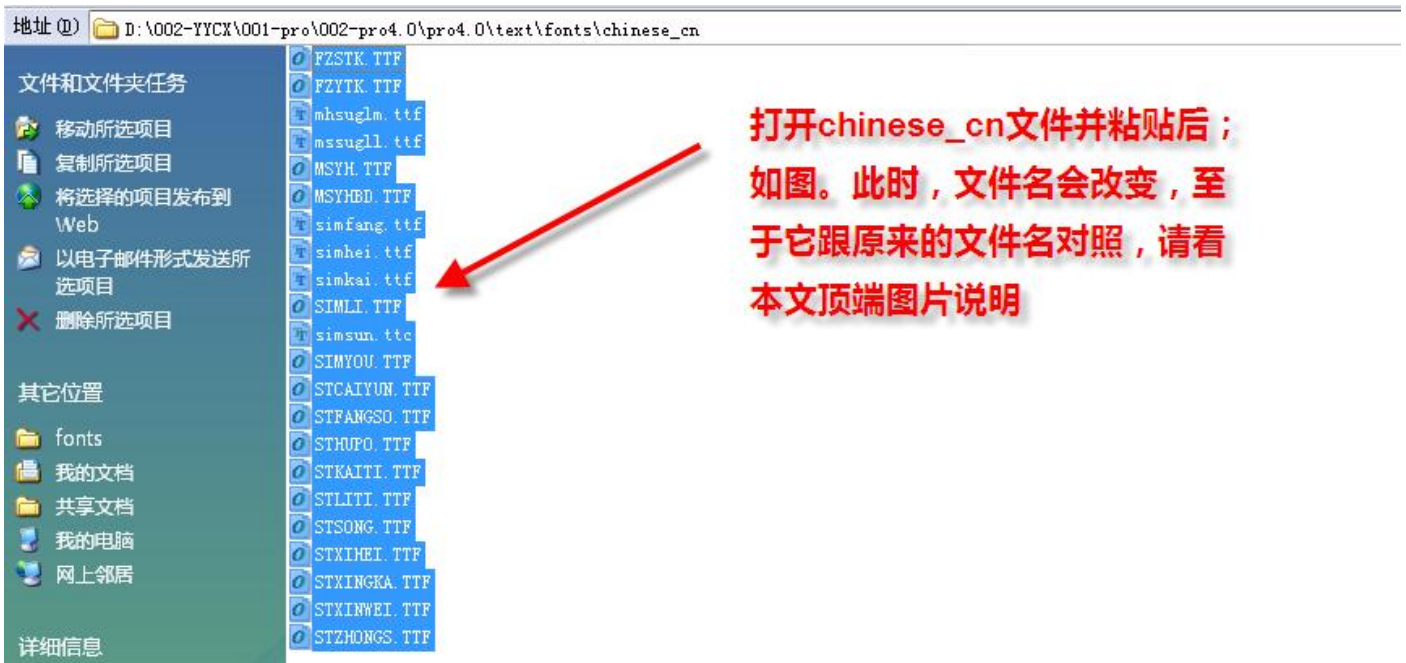 地址(D) D:\002-YYCX\001-pro\002-pro4.0\pro4.0\text\fonts\chinese_cn
文件和文件夹任务
移动所选项目
复制所选项目
将选择的项目发布到
Web
以电子邮件形式发送所
选项目
删除所选项目
其它位置
fonts
我的文档
共享文档
我的电脑
网上邻居
详细信息
FZSTK.TTF
FZYTK.TTF
mhsuglm.ttf
mssugll.ttf
MSYH.TTF
MSYHBD.TTF
simfang.ttf
simhei.ttf
simkai.ttf
SIMLI.TTF
simsun.ttc
SIMYOU.TTF
STCAIYUN.TTF
STFANGSO.TTF
STHUPO.TTF
STKAITI.TTF
STLITI.TTF
STSONG.TTF
STXIHEI.TTF
STXINGKA.TTF
STXINWEI.TTF
STZHONGS.TTF
打开chinese_cn文件并粘贴后；
如图。此时，文件名会改变，至
于它跟原来的文件名对照，请看
本文顶端图片说明